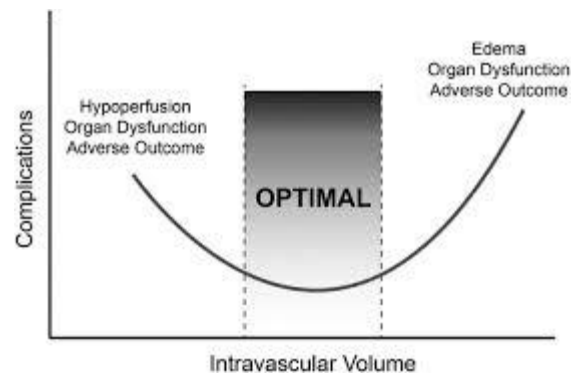 Edema
Organ Dysfunction
Adverse Outcome
Hypoperfusion
Organ Dysfunction
Adverse Outcome
OPTIMAL
Complications
Intravascular Volume